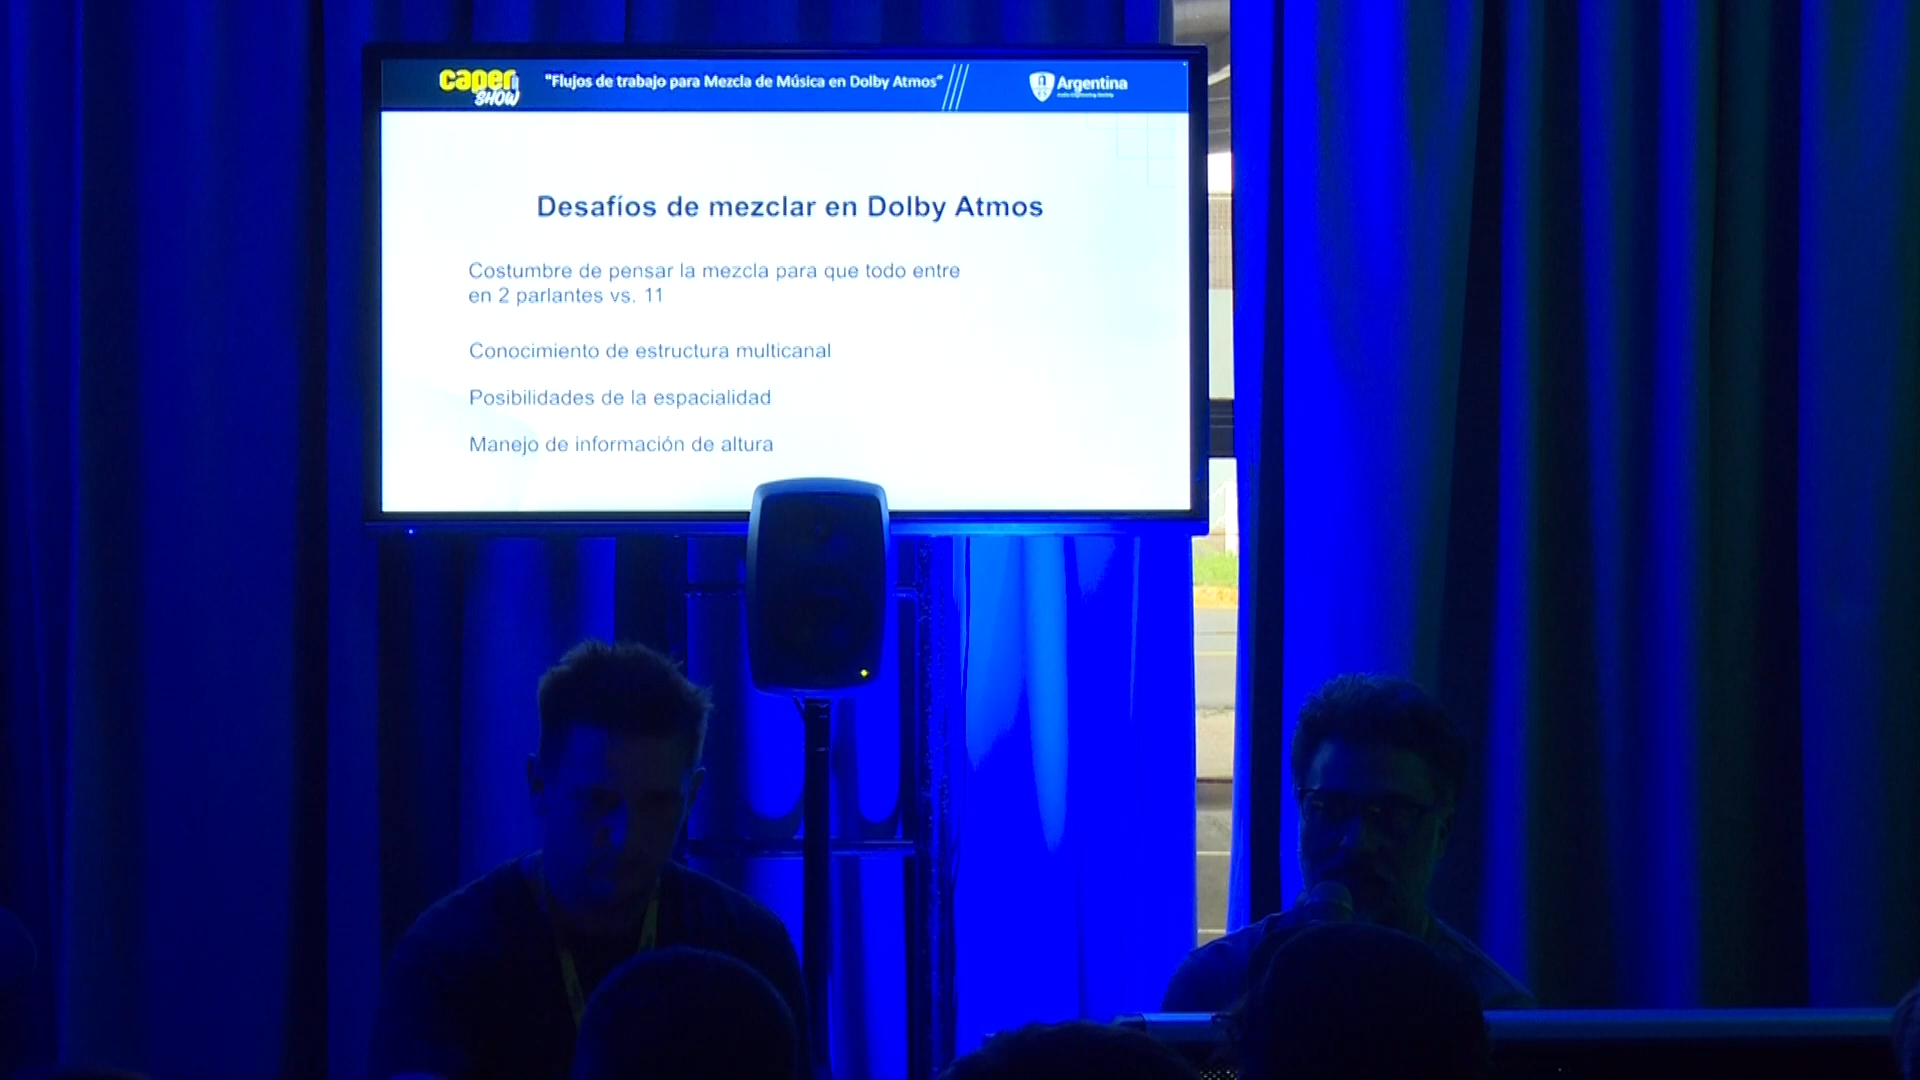 caper
SHOW
"Flujos de trabajo para Mezcla de Música en Dolby Atmos"
Argentina
Desafíos de mezclar en Dolby Atmos
Costumbre de pensar la mezcla para que todo entre
en 2 parlantes vs. 11
Conocimiento de estructura multicanal
Posibilidades de la espacialidad
Manejo de información de altura